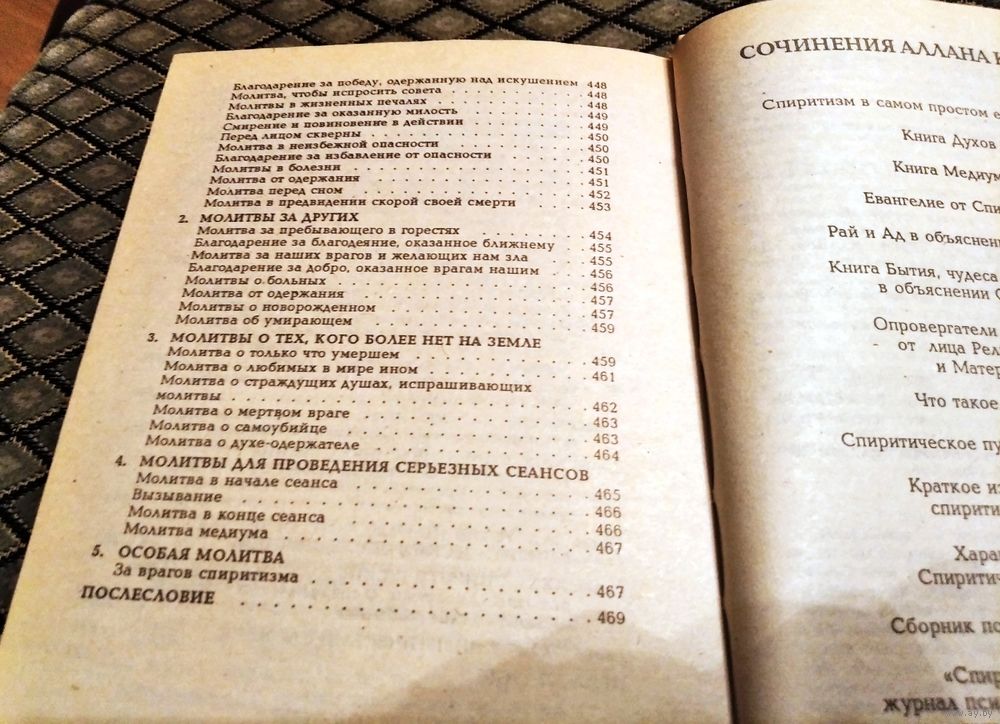 Благодарение за победу, одержанную над искушением 448
Молитва, чтобы испросить совета . . . . . . . . 448
Молитвы в жизненных печалях . . . . . . . . 448
Благодарение за оказанную милость . . . . . . 449
Смирение и повиновение в действии . . . . . . 449
Перед лицом скверны . . . . . . . . . . . 450
Молитва в неизбежной опасности . . . . . . . 450
Благодарение за избавление от опасности . . . . 450
Молитвы в болезни . . . . . . . . . . . . 451
Молитва от одержания . . . . . . . . . . . 451
Молитва перед сном . . . . . . . . . . . . 452
Молитва в предвидении скорой своей смерти . . . 453
2. МОЛИТВЫ ЗА ДРУГИХ
Молитва за пребывающего в горестях . . . . . . 454
Благодарение за благодеяние, оказанное ближнему . . 455
Молитва за наших врагов и желающих нам зла . . 455
Благодарение за добро, оказанное врагам нашим . . 456
Молитвы о больных . . . . . . . . . . . . 456
Молитва от одержания . . . . . . . . . . . 457
Молитвы о новорожденном . . . . . . . . . 457
Молитва об умирающем . . . . . . . . . . . 459
3. МОЛИТВЫ О ТЕХ, КОГО БОЛЕЕ НЕТ НА ЗЕМЛЕ
Молитва о только что умершем . . . . . . . . 459
Молитва о любимых в мире ином . . . . . . . 461
Молитва о страждущих душах, испрашивающих
молитвы . . . . . . . . . . . . . . . . 462
Молитва о мертвом враге . . . . . . . . . . 463
Молитва о самоубийце . . . . . . . . . . . 463
Молитва о духе-одержателе . . . . . . . . . 464
4. МОЛИТВЫ ДЛЯ ПРОВЕДЕНИЯ СЕРЬЕЗНЫХ СЕАНСОВ
Молитва в начале сеанса . . . . . . . . . . 465
Вызывание . . . . . . . . . . . . . . . 466
Молитва в конце сеанса . . . . . . . . . . 466
Молитва медиума . . . . . . . . . . . . . 467
5. ОСОБАЯ МОЛИТВА
За врагов спиритизма . . . . . . . . . . . 467
ПОСЛЕСЛОВИЕ . . . . . . . . . . . . . . 469
СОЧИНЕНИЯ АЛЛАНА
Спиритизм в самом простом
Книга Духов
Книга Медиум
Евангелие от Спи
Рай и Ад в объяснен
Книга Бытия, чудеса
в объяснении
Опровергатели
- от лица Рел
и Матер
Что такое
Спиритическое пу
Краткое из
спирити
Хара
Спиритич
Сборник пс
«Спир
журнал пси
www.ay.by